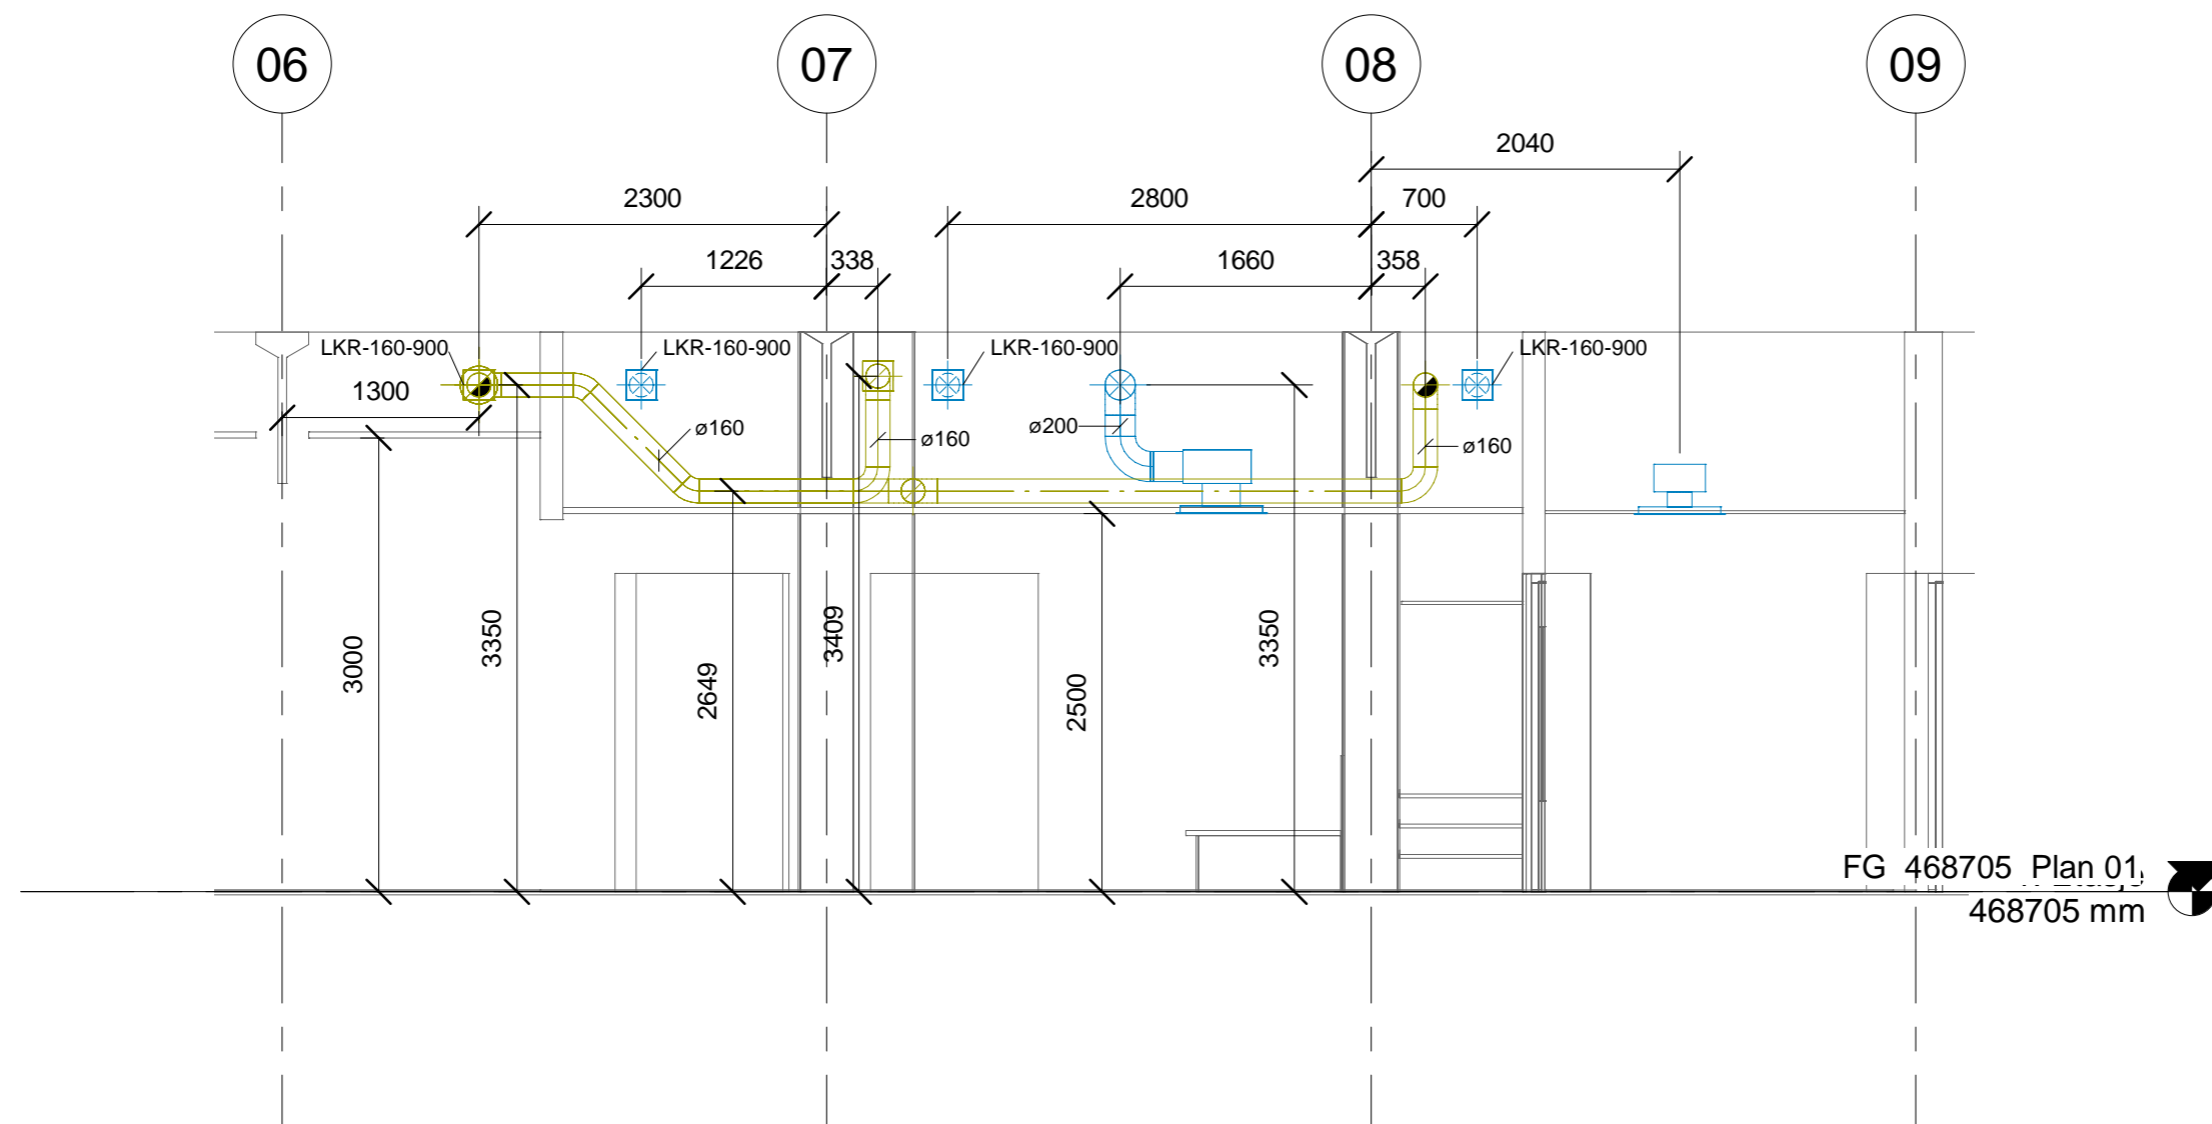 06 07 08 09
2040
2300 2800 700
1226 338 1660 358
LKR-160-900 LKR-160-900 LKR-160-900 LKR-160-900
1300
ø160 ø160 ø200 ø160
3000 3350 2649 3409 2500 3350
FG 468705 Plan 01
468705 mm